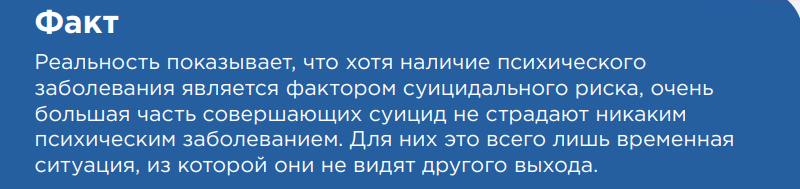 Факт
Реальность показывает, что хотя наличие психического
заболевания является фактором суицидального риска, очень
большая часть совершающих суицид не страдают никаким
психическим заболеванием. Для них это всего лишь временная
ситуация, из которой они не видят другого выхода.